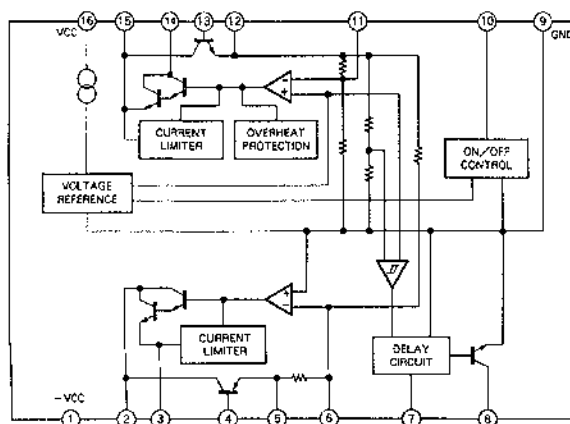 16 15 14 13 12 11 10 9
VCC
GND
CURRENT
LIMITER
OVERHEAT
PROTECTION
ON/OFF
CONTROL
VOLTAGE
REFERENCE
CURRENT
LIMITER
DELAY
CIRCUIT
-VCC
1 2 3 4 5 6 7 8